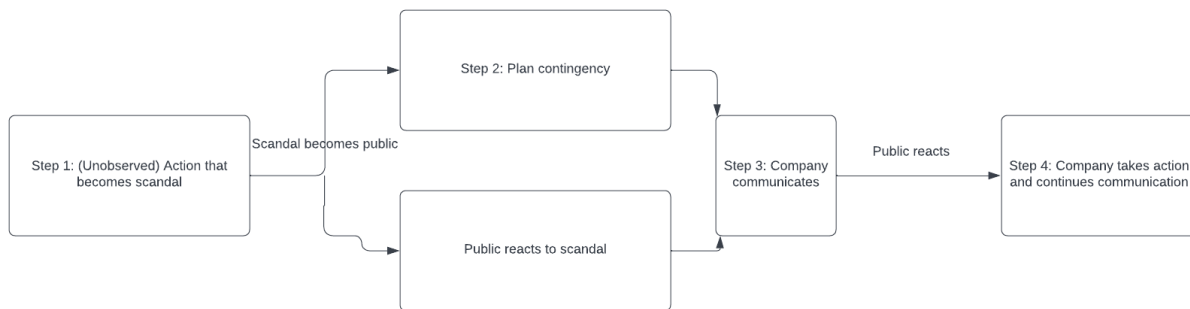 Step 2: Plan contingency
Scandal becomes public
Step 1: (Unobserved) Action that
becomes scandal
Public reacts to scandal
Step 3: Company
communicates
Public reacts
Step 4: Company takes action
and continues communication